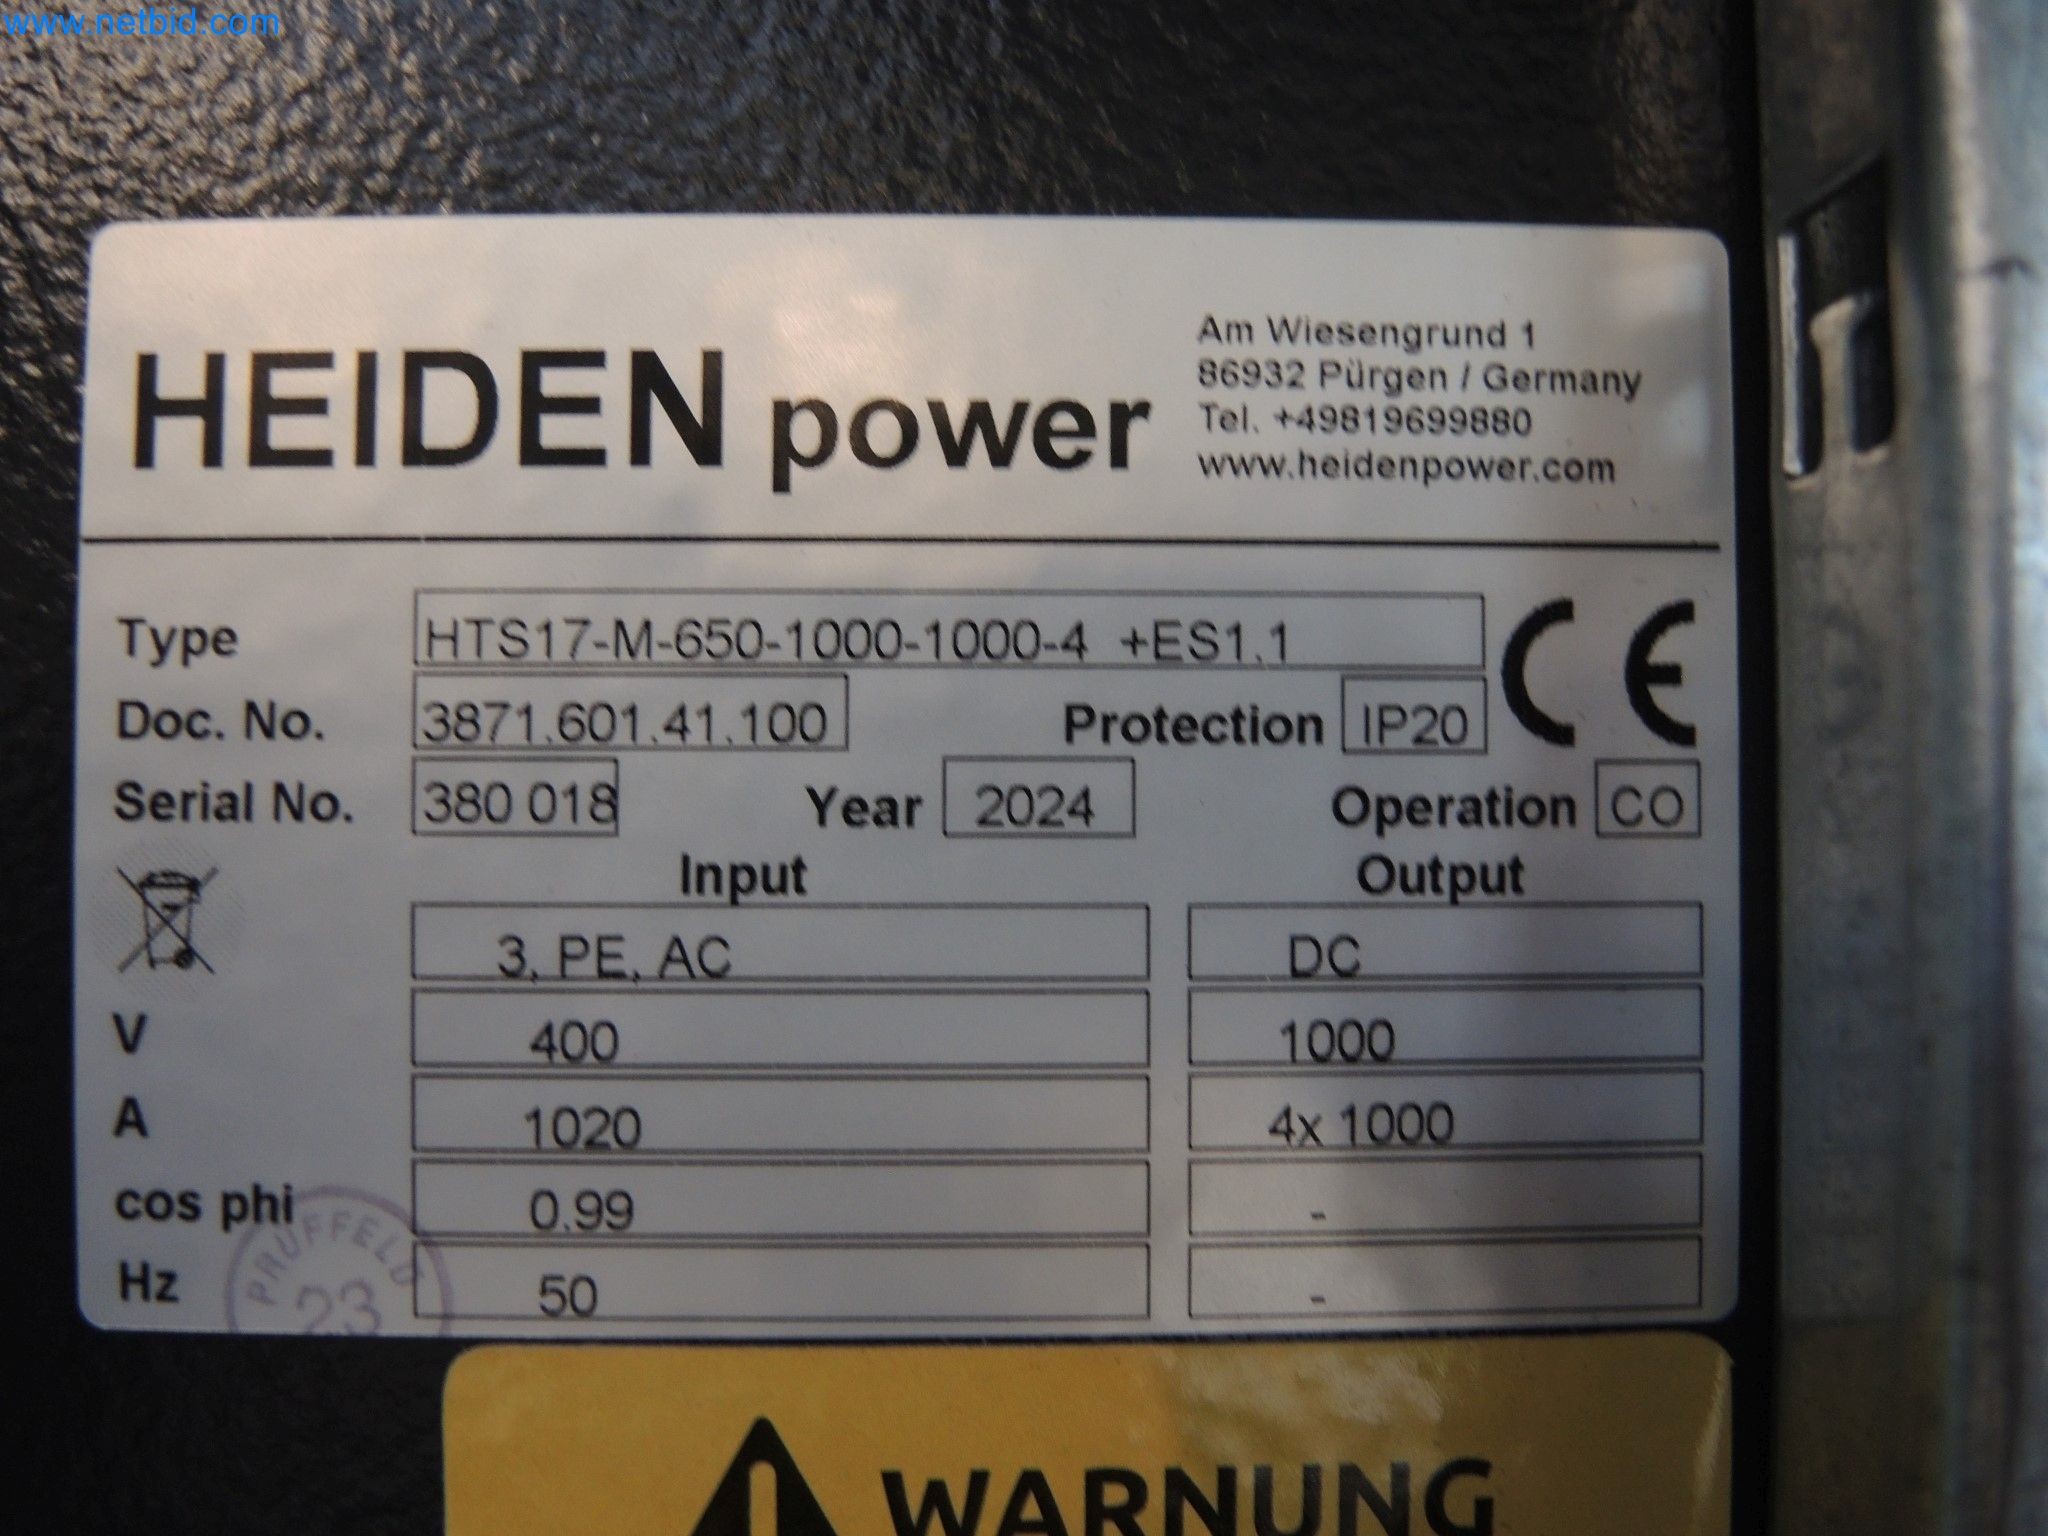 www.netbid.com
HEIDEN power
Am Wiesengrund 1
86932 Pürgen / Germany
Tel. +49819699880
www.heidenpower.com
Type HTS17-M-650-1000-1000-4 +ES1.1
Doc. No. 3871.601.41.100 Protection IP20
CE
Serial No. 380 018 Year 2024 Operation CO
Input Output
3, PE, AC DC
V 400 1000
A 1020 4x 1000
cos phi 0.99 -
Hz 50 -
PRÜFFELD
23
WARNUNG